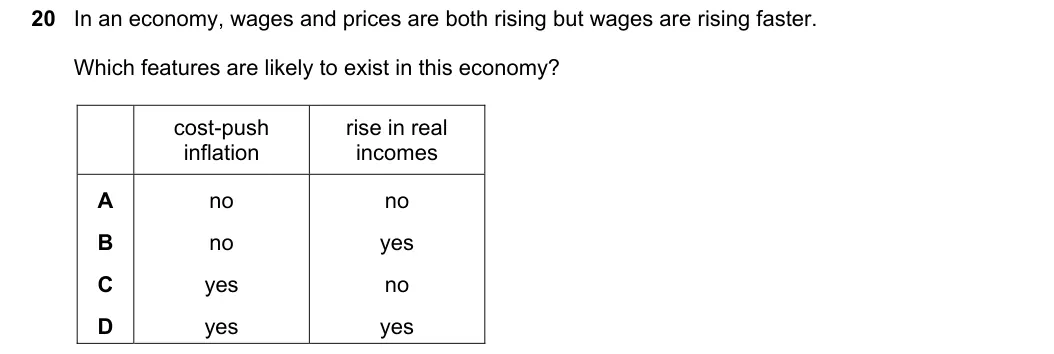 20 In an economy, wages and prices are both rising but wages are rising faster.
Which features are likely to exist in this economy?
cost-push inflation | rise in real incomes
A no no
B no yes
C yes no
D yes yes